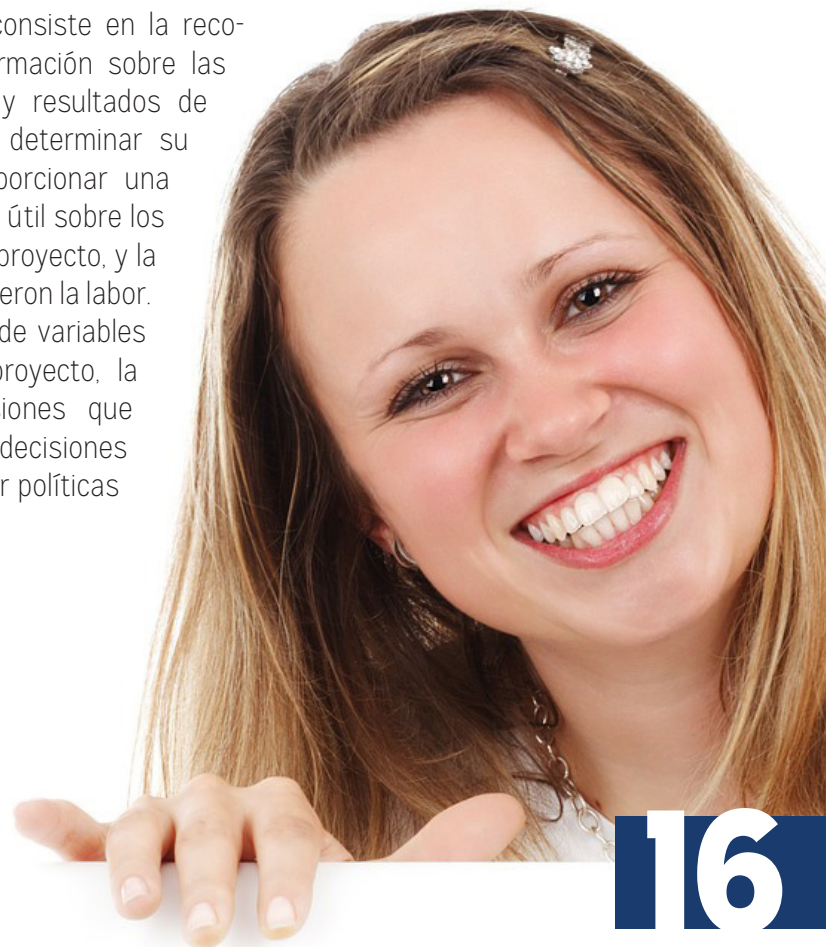 consiste en la reco-
rmación sobre las
y resultados de
determinar su
porcionar una
útil sobre los
proyecto, y la
eron la labor.
de variables
proyecto, la
siones que
decisiones
r políticas
16